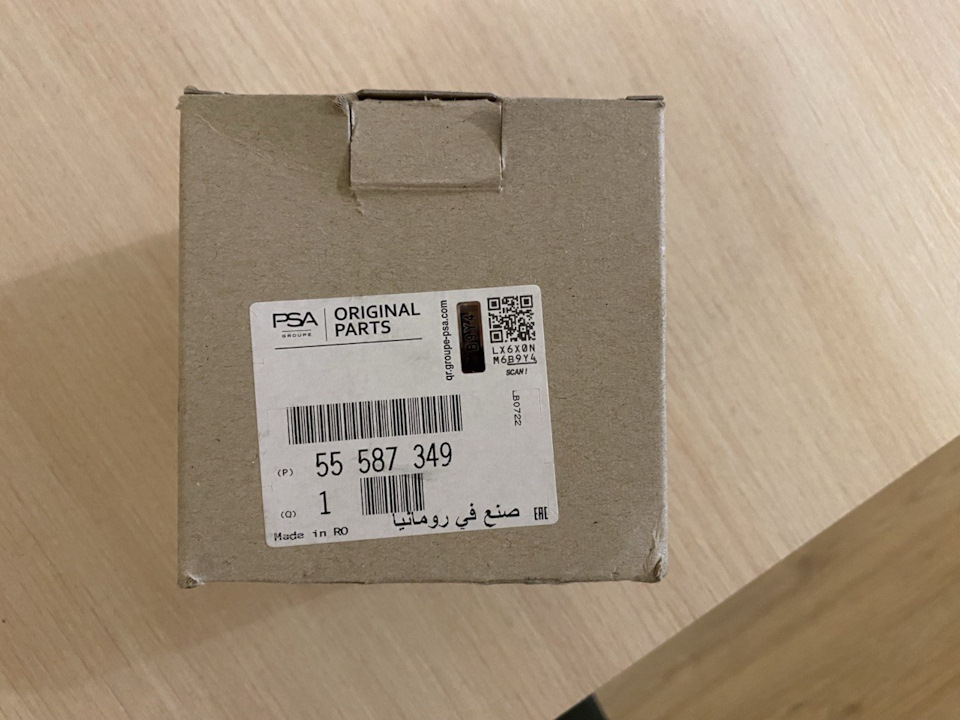 PSA
GROUPE
ORIGINAL
PARTS
qr.groupe-psa.com
B9Y4
LX6X0N
M6B9Y4
SCAN!
LB0722
(P) 55 587 349
(Q) 1
صنع في رومانيا
EAC
Made in RO